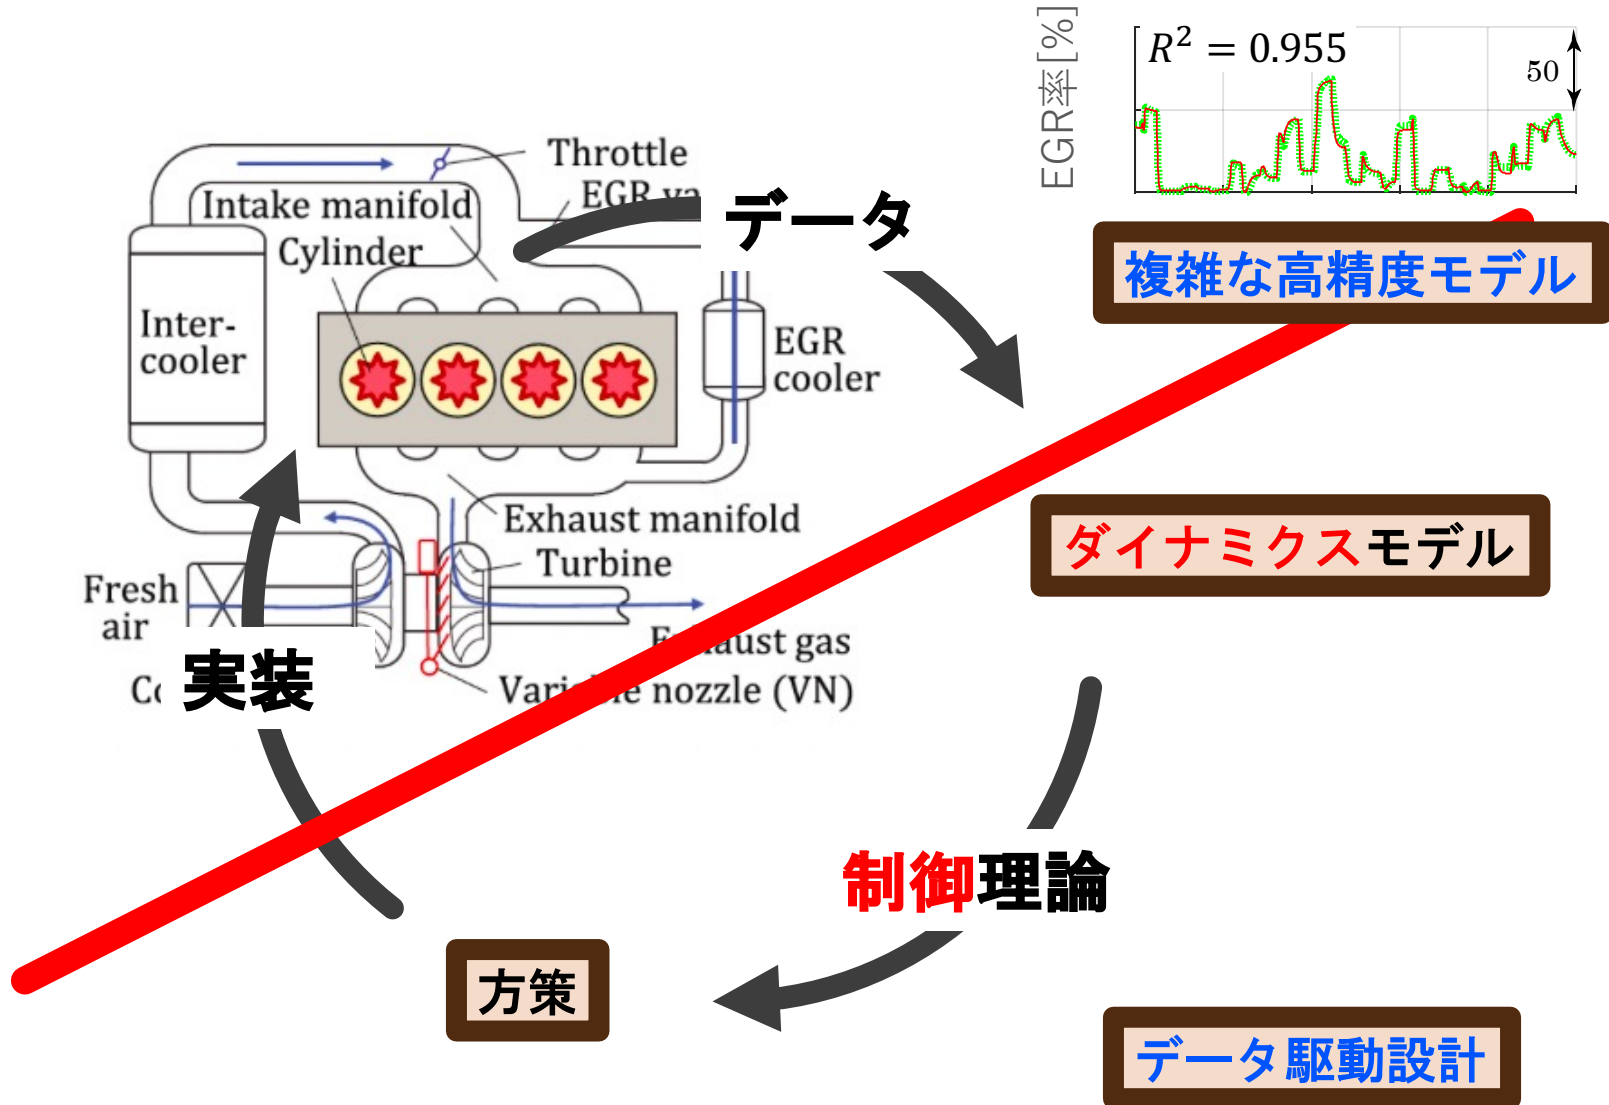 EGR率[%]
R² = 0.955
50
Throttle
Intake manifold
Cylinder
データ
複雑な高精度モデル
Inter-
cooler
EGR
cooler
ダイナミクスモデル
Exhaust manifold
Turbine
Fresh
air
Exhaust gas
実装
Variable nozzle (VN)
制御理論
方策
データ駆動設計